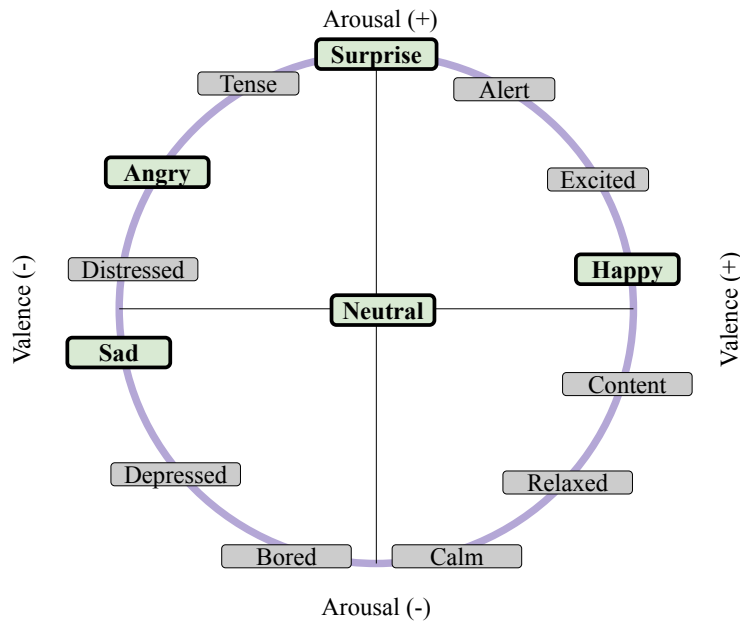 Arousal (+)
Surprise
Tense
Alert
Angry
Excited
Distressed
Happy
Valence (-)
Neutral
Valence (+)
Sad
Content
Depressed
Relaxed
Bored
Calm
Arousal (-)